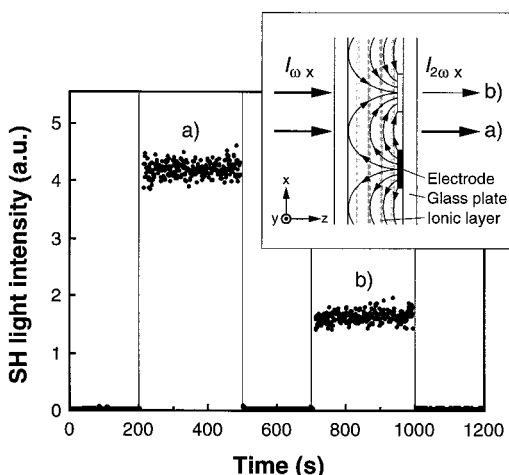 SH light intensity (a.u.)
5
4
3
2
1
0
a)
b)
0 200 400 600 800 1000 1200
Time (s)
Iω x
I2ω x
b)
a)
Electrode
Glass plate
Ionic layer
x
y
z